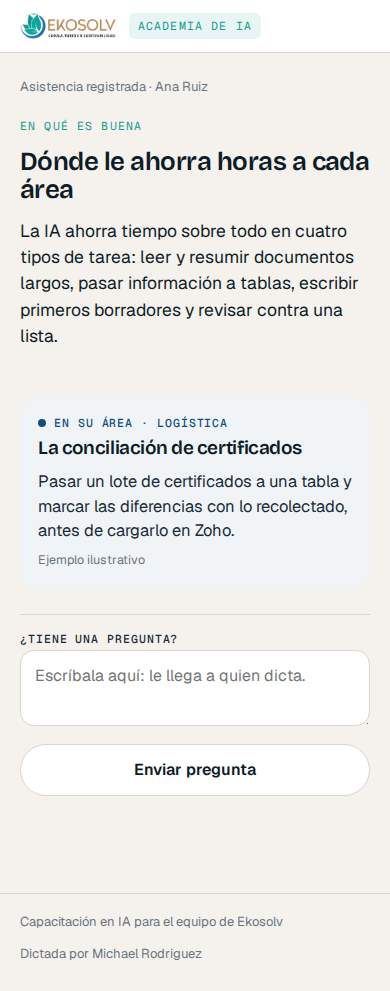 EKOSOLV
ACADEMIA DE IA
Asistencia registrada · Ana Ruiz
EN QUÉ ES BUENA
Dónde le ahorra horas a cada
área
La IA ahorra tiempo sobre todo en cuatro
tipos de tarea: leer y resumir documentos
largos, pasar información a tablas, escribir
primeros borradores y revisar contra una
lista.
EN SU ÁREA · LOGÍSTICA
La conciliación de certificados
Pasar un lote de certificados a una tabla y
marcar las diferencias con lo recolectado,
antes de cargarlo en Zoho.
Ejemplo ilustrativo
¿TIENE UNA PREGUNTA?
Escríbala aquí: le llega a quien dicta.
Enviar pregunta
Capacitación en IA para el equipo de Ekosolv
Dictada por Michael Rodriguez